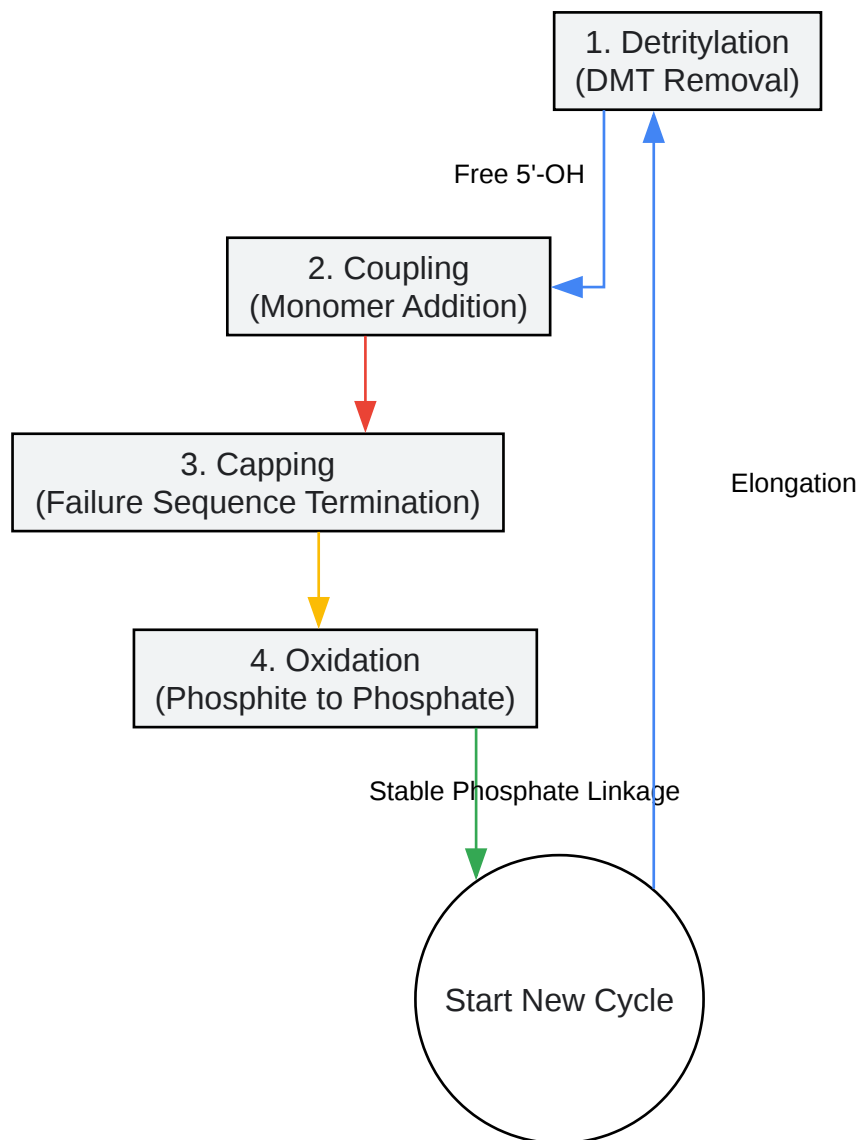 1. Detritylation
(DMT Removal)
Free 5'-OH
2. Coupling
(Monomer Addition)
3. Capping
(Failure Sequence Termination)
Elongation
4. Oxidation
(Phosphite to Phosphate)
Stable Phosphate Linkage
Start New Cycle